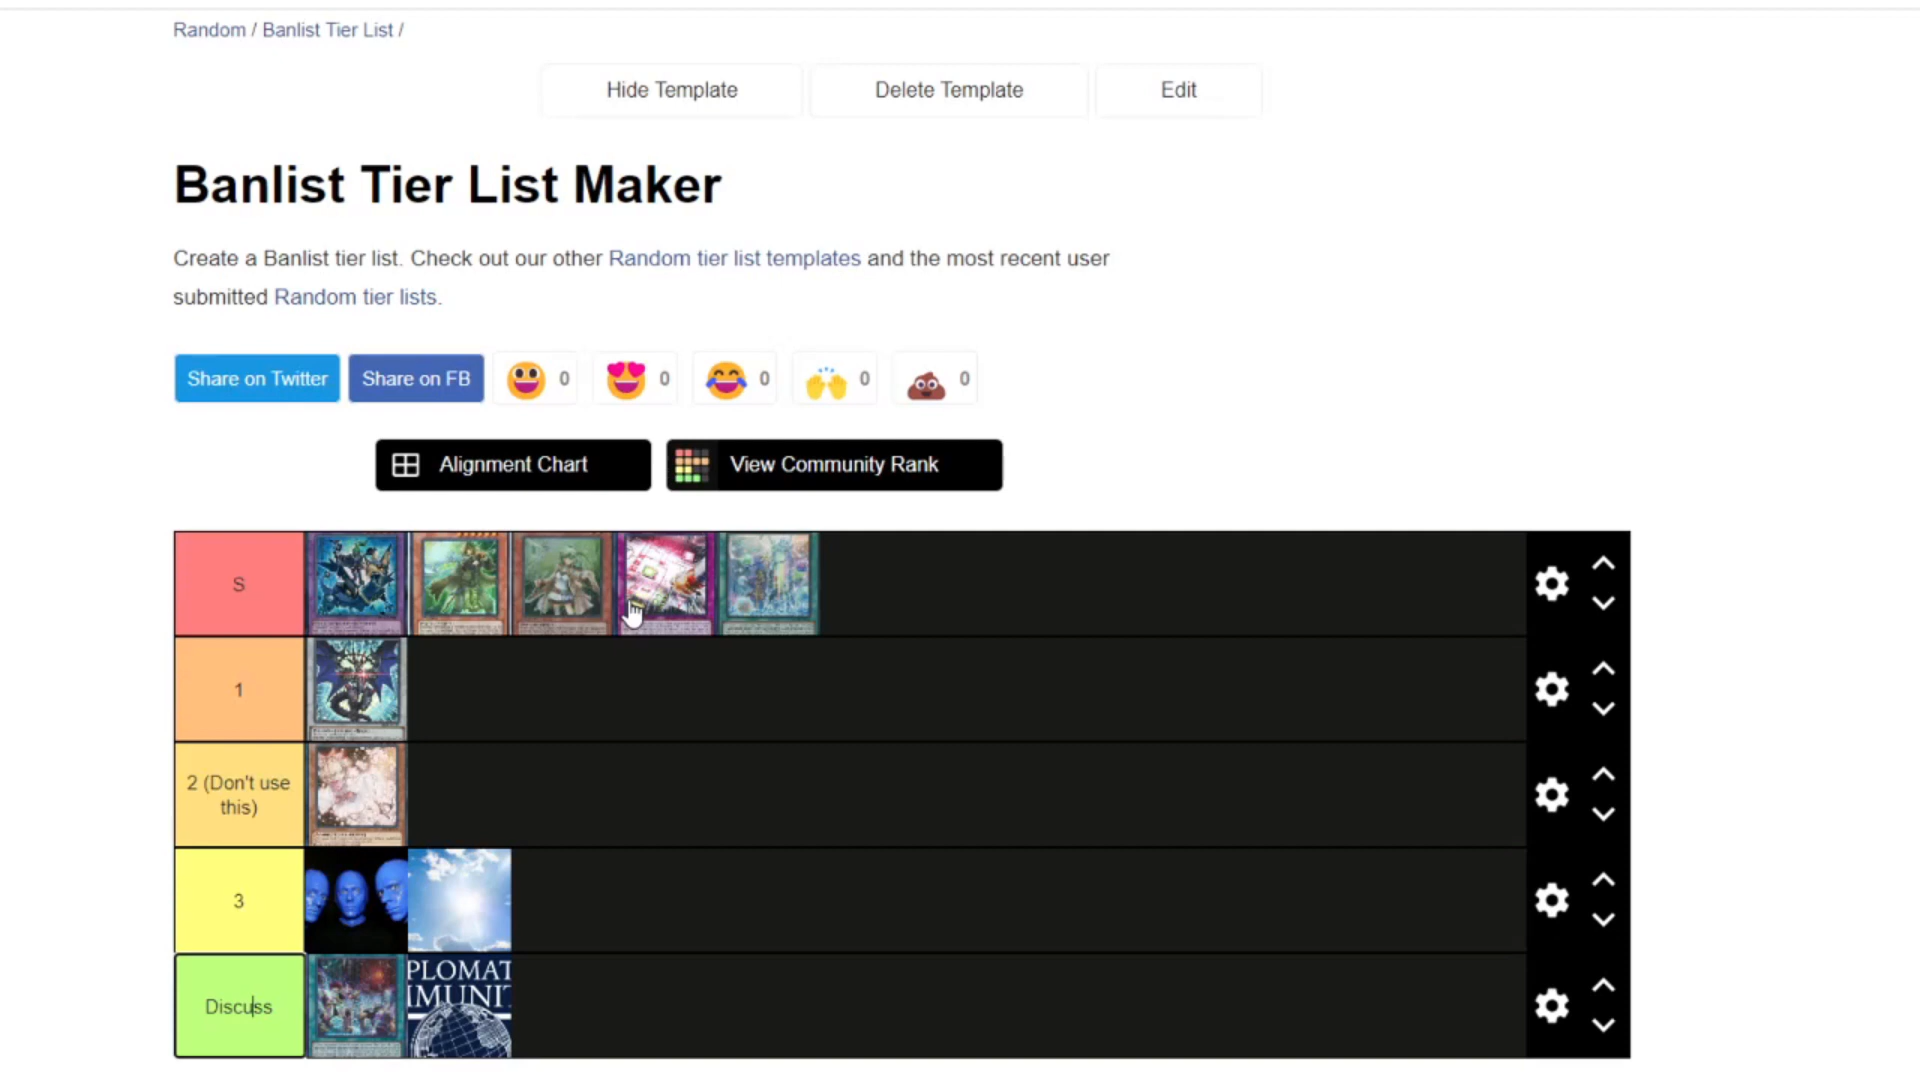 Random / Banlist Tier List /
Hide Template
Delete Template
Edit
Banlist Tier List Maker
Create a Banlist tier list. Check out our other Random tier list templates and the most recent user
submitted Random tier lists.
Share on Twitter
Share on FB
0
0
0
0
0
Alignment Chart
View Community Rank
S
1
2 (Don't use
this)
3
Discuss
PLOMAT
MMUNIT